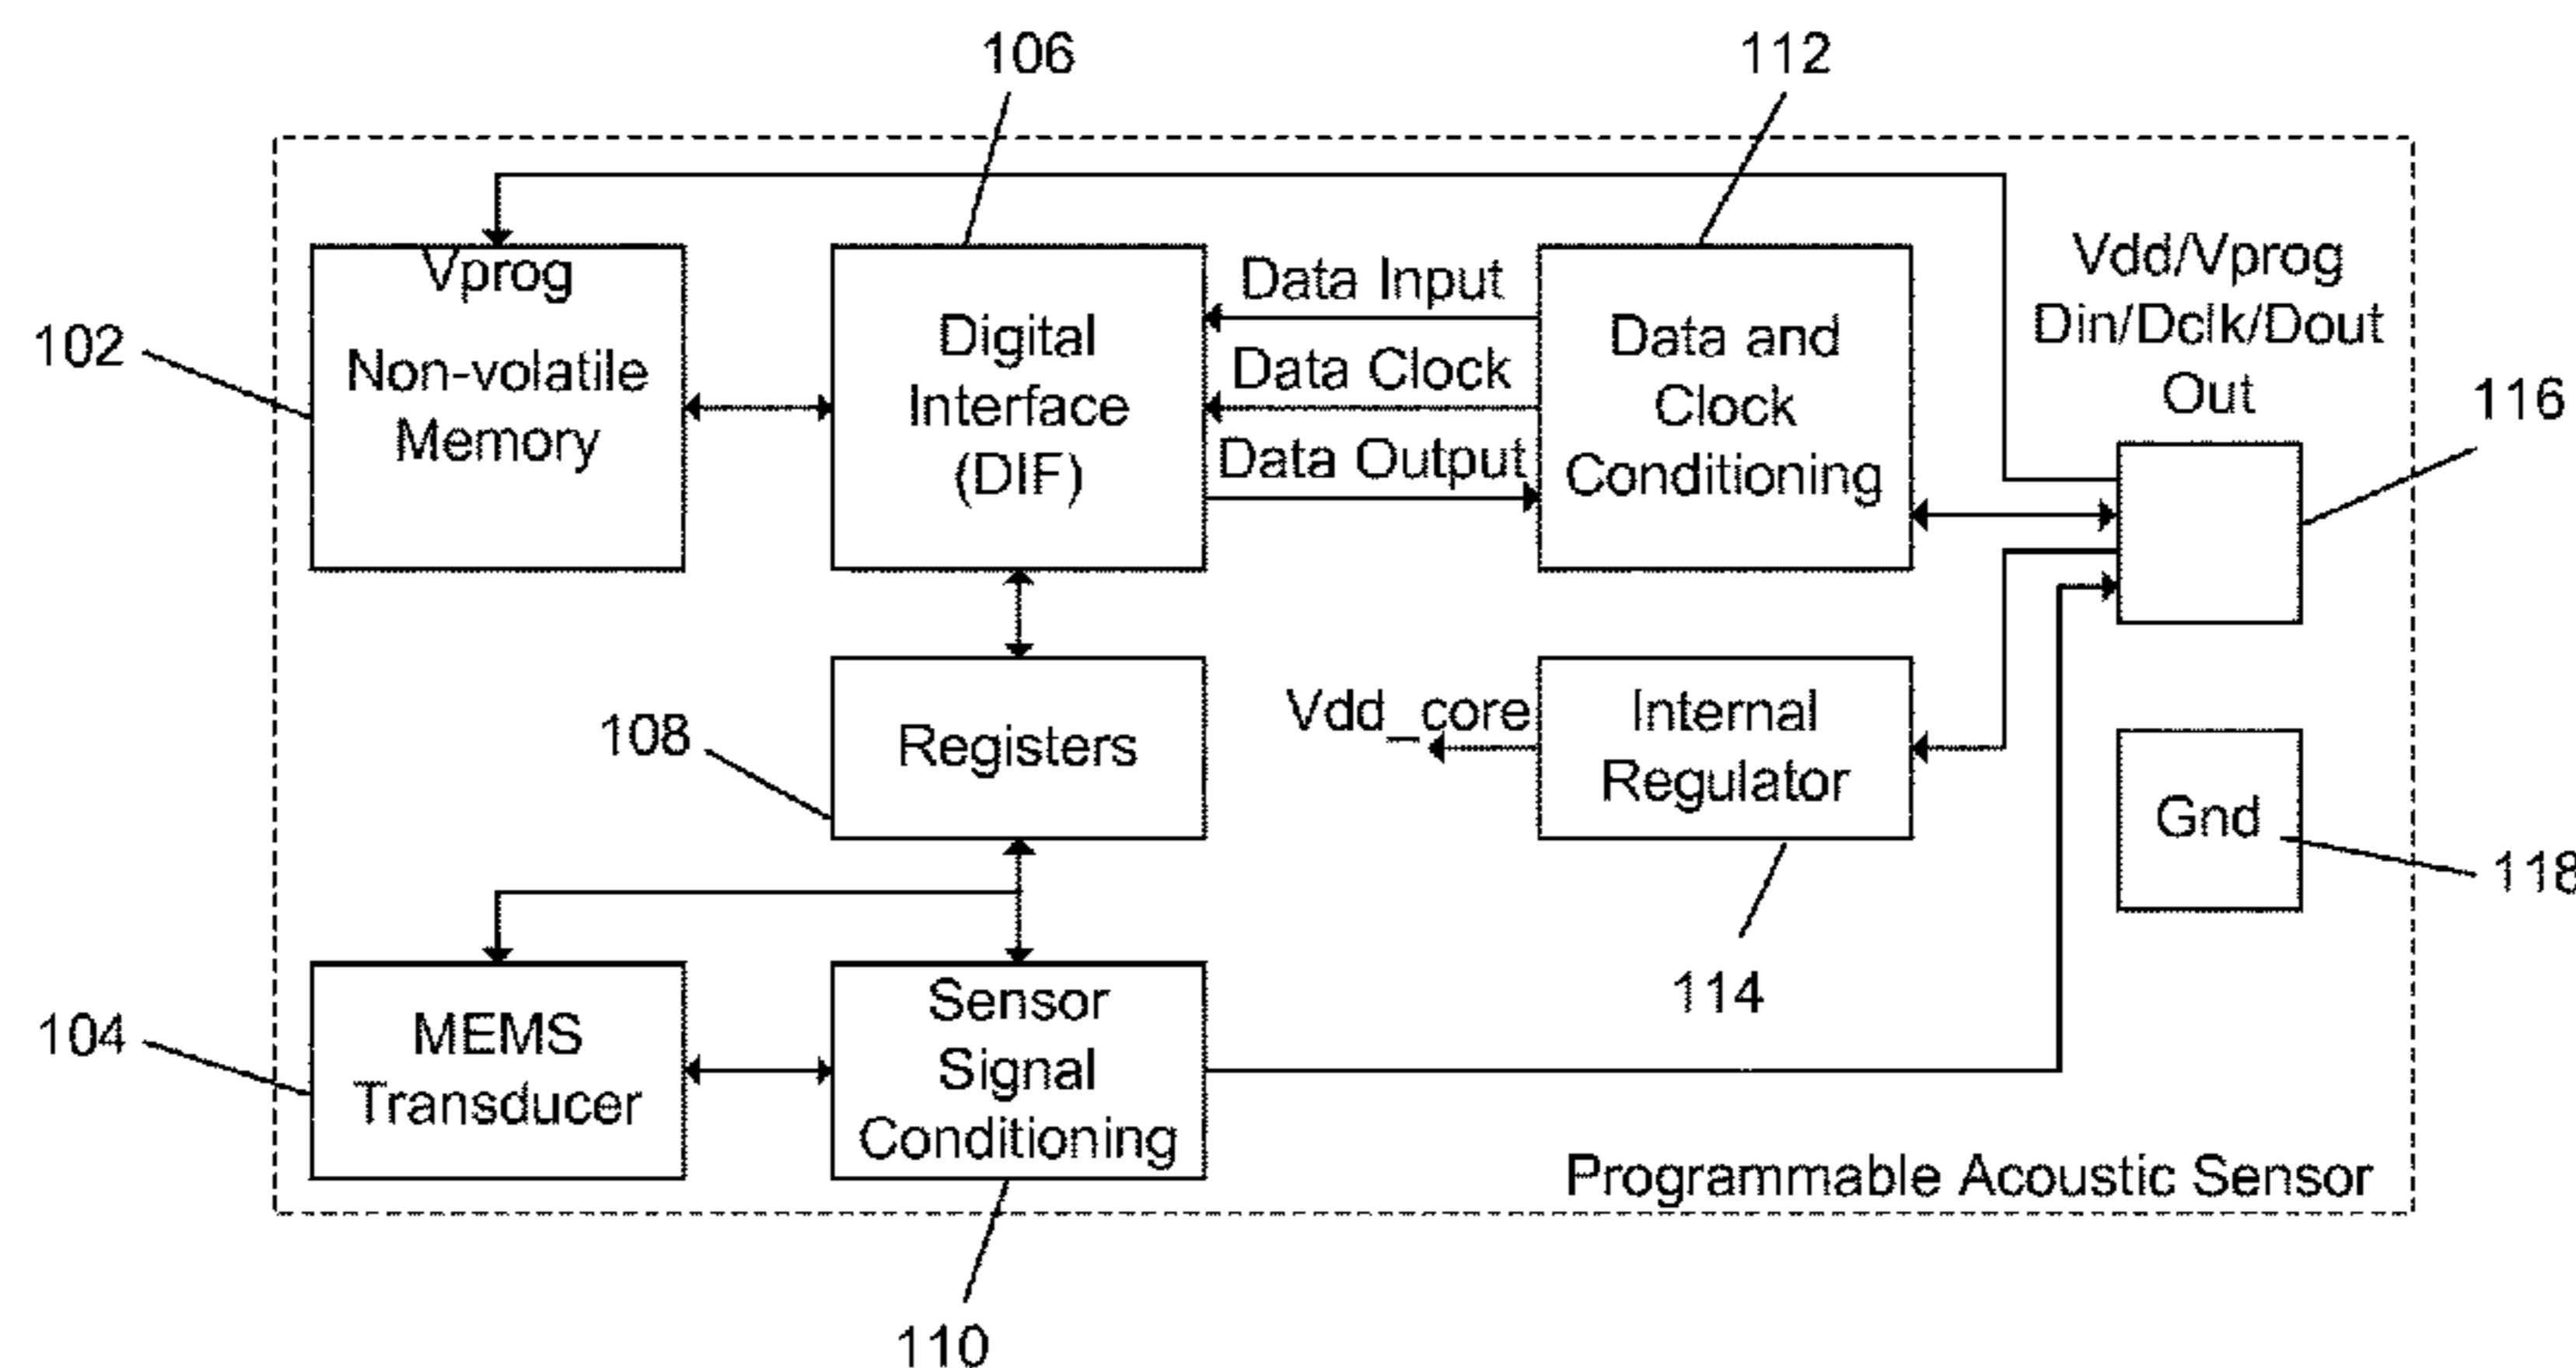 106
112
Vprog
Non-volatile
Memory
102
Digital
Interface
(DIF)
Data Input
Data Clock
Data Output
Data and
Clock
Conditioning
Vdd/Vprog
Din/Dclk/Dout
Out
116
108
Registers
Vdd_core
Internal
Regulator
Gnd
118
114
104
MEMS
Transducer
Sensor
Signal
Conditioning
Programmable Acoustic Sensor
110